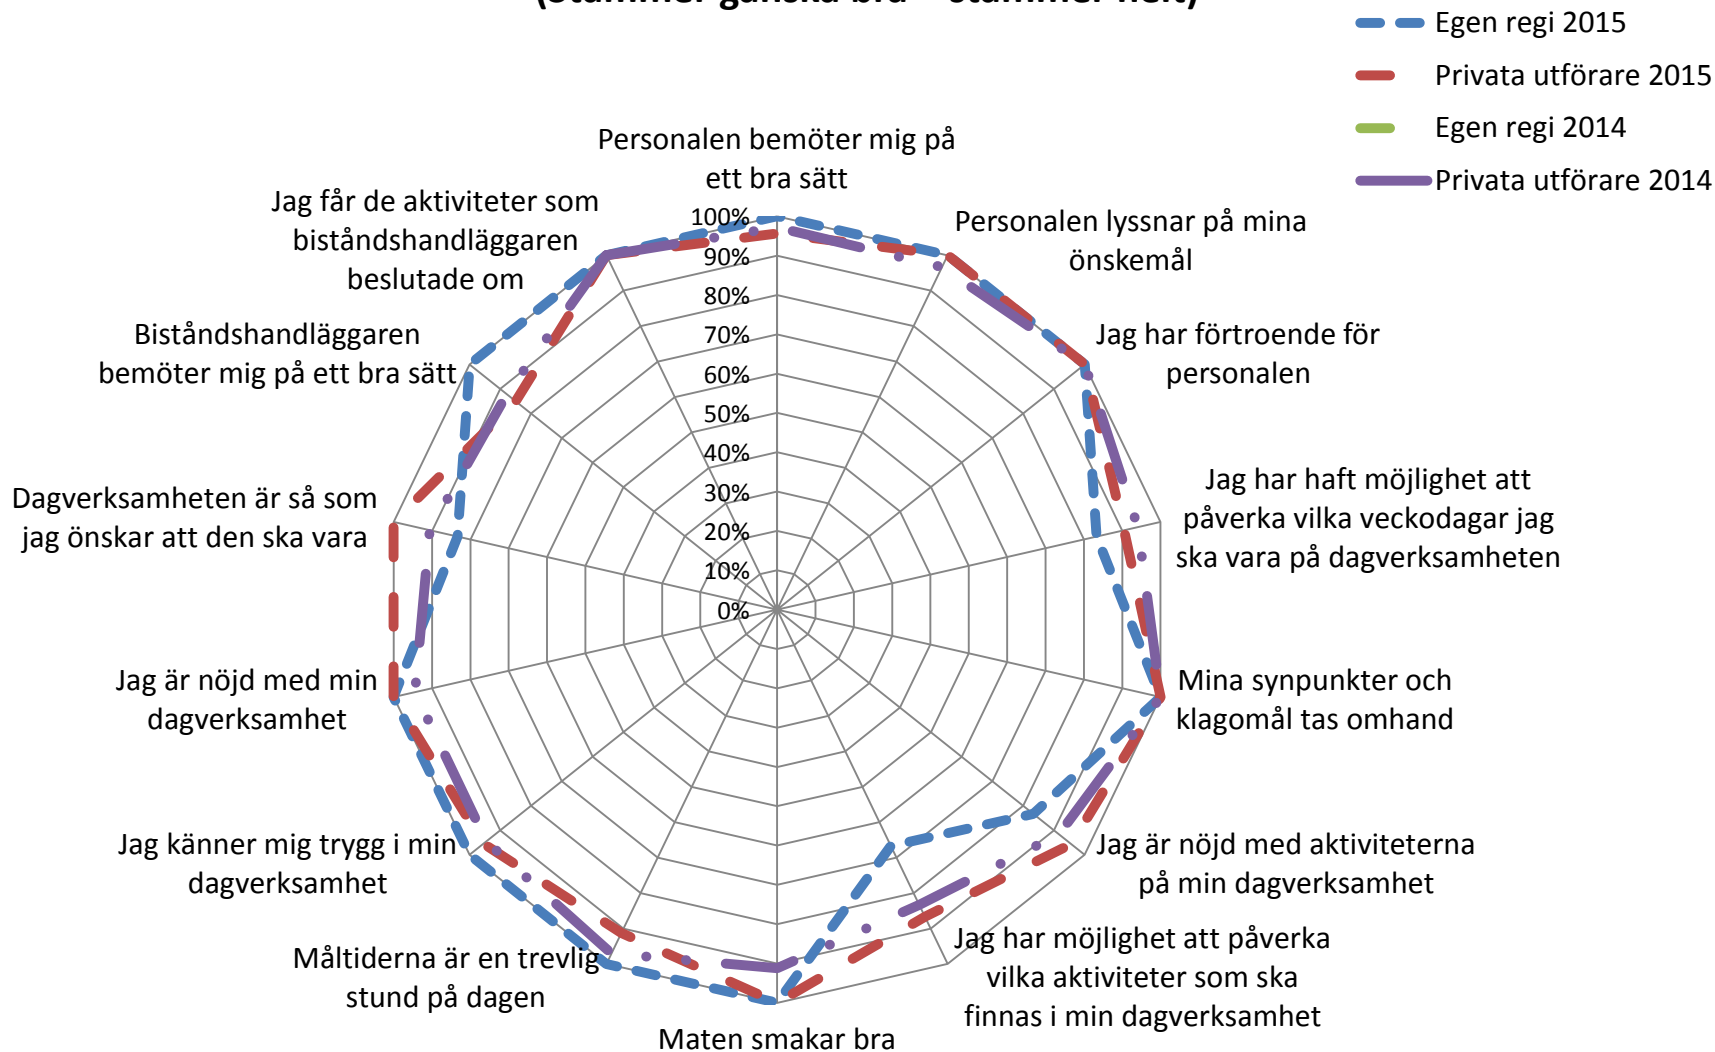 (Stämmer ganska bra – stämmer helt)
Egen regi 2015
Privata utförare 2015
Egen regi 2014
Privata utförare 2014
Personalen bemöter mig på
ett bra sätt
Personalen lyssnar på mina
önskemål
Jag har förtroende för
personalen
Jag har haft möjlighet att
påverka vilka veckodagar jag
ska vara på dagverksamheten
Mina synpunkter och
klagomål tas omhand
Jag är nöjd med aktiviteterna
på min dagverksamhet
Jag har möjlighet att påverka
vilka aktiviteter som ska
finnas i min dagverksamhet
Maten smakar bra
Måltiderna är en trevlig
stund på dagen
Jag känner mig trygg i min
dagverksamhet
Jag är nöjd med min
dagverksamhet
Dagverksamheten är så som
jag önskar att den ska vara
Biståndshandläggaren
bemöter mig på ett bra sätt
Jag får de aktiviteter som
biståndshandläggaren
beslutade om
100%
90%
80%
70%
60%
50%
40%
30%
20%
10%
0%